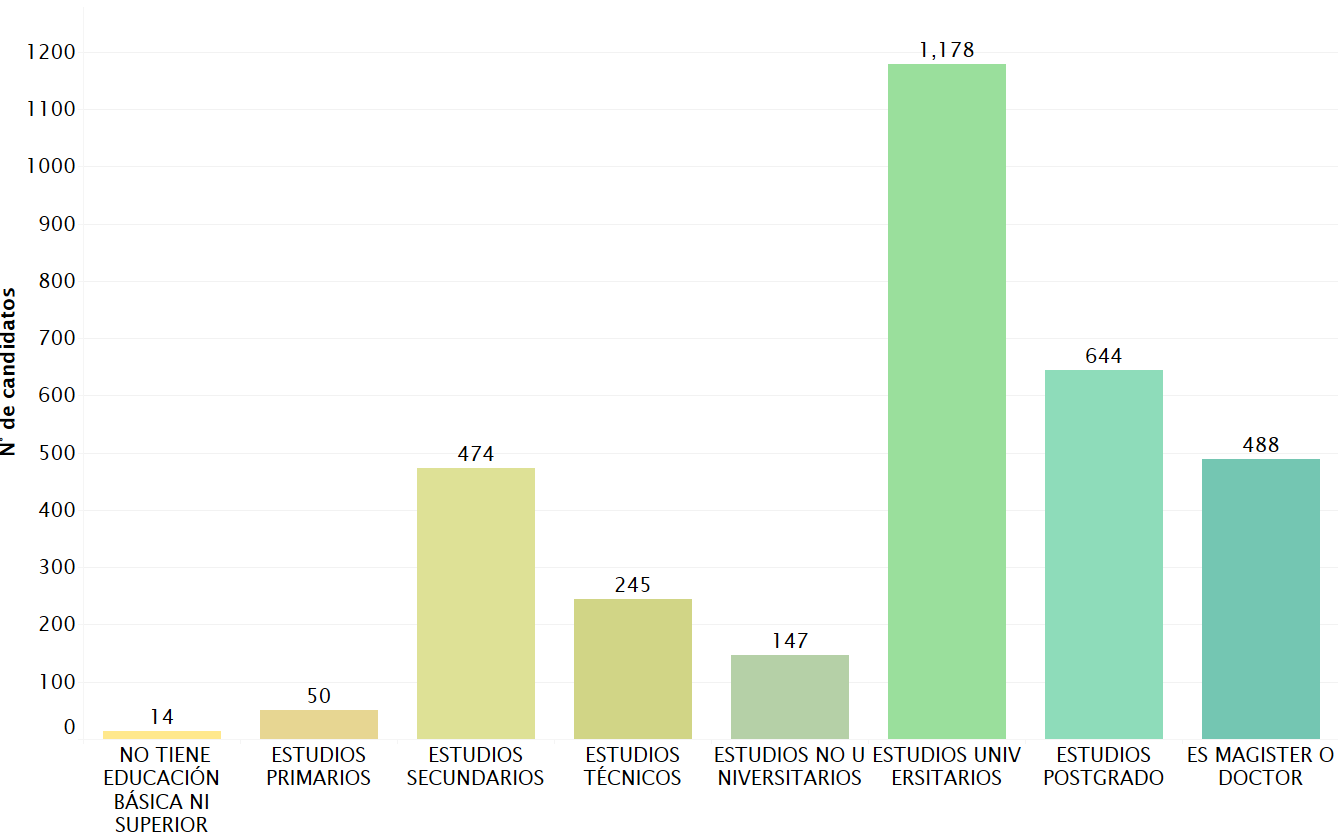 N° de candidatos
1200
1100
1000
900
800
700
600
500
400
300
200
100
0
14
50
474
245
147
1,178
644
488
NO TIENE
EDUCACIÓN
BÁSICA NI
SUPERIOR
ESTUDIOS
PRIMARIOS
ESTUDIOS
SECUNDARIOS
ESTUDIOS
TÉCNICOS
ESTUDIOS NO U
NIVERSITARIOS
ESTUDIOS UNIV
ERSITARIOS
ESTUDIOS
POSTGRADO
ES MAGISTER O
DOCTOR